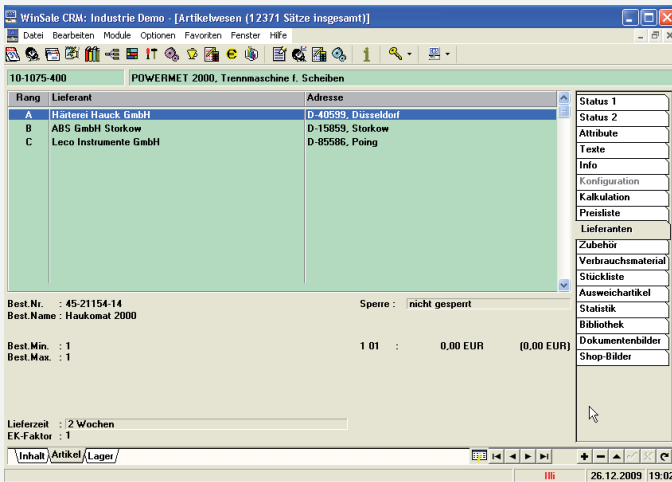 WinSale CRM: Industrie Demo - [Artikelwesen (12371 Sätze insgesamt)]
Datei Bearbeiten Module Optionen Favoriten Fenster Hilfe
10-1075-400 POWERMET 2000, Trennmaschine f. Scheiben
Rang Lieferant Adresse
A Härterei Hauck GmbH D-40599, Düsseldorf
B ABS GmbH Storkow D-15859, Storkow
C Leco Instrumente GmbH D-85586, Poing
Status 1
Status 2
Attribute
Texte
Info
Konfiguration
Kalkulation
Preisliste
Lieferanten
Zubehör
Verbrauchsmaterial
Stückliste
Ausweichartikel
Statistik
Bibliothek
Dokumentenbilder
Shop-Bilder
Best.Nr. : 45-21154-14 Sperre : nicht gesperrt
Best.Name : Haukomat 2000
Best.Min. : 1 1 01 : 0,00 EUR (0,00 EUR)
Best.Max. : 1
Lieferzeit : 2 Wochen
EK-Faktor : 1
Inhalt Artikel Lager
Illi 26.12.2009 19:02